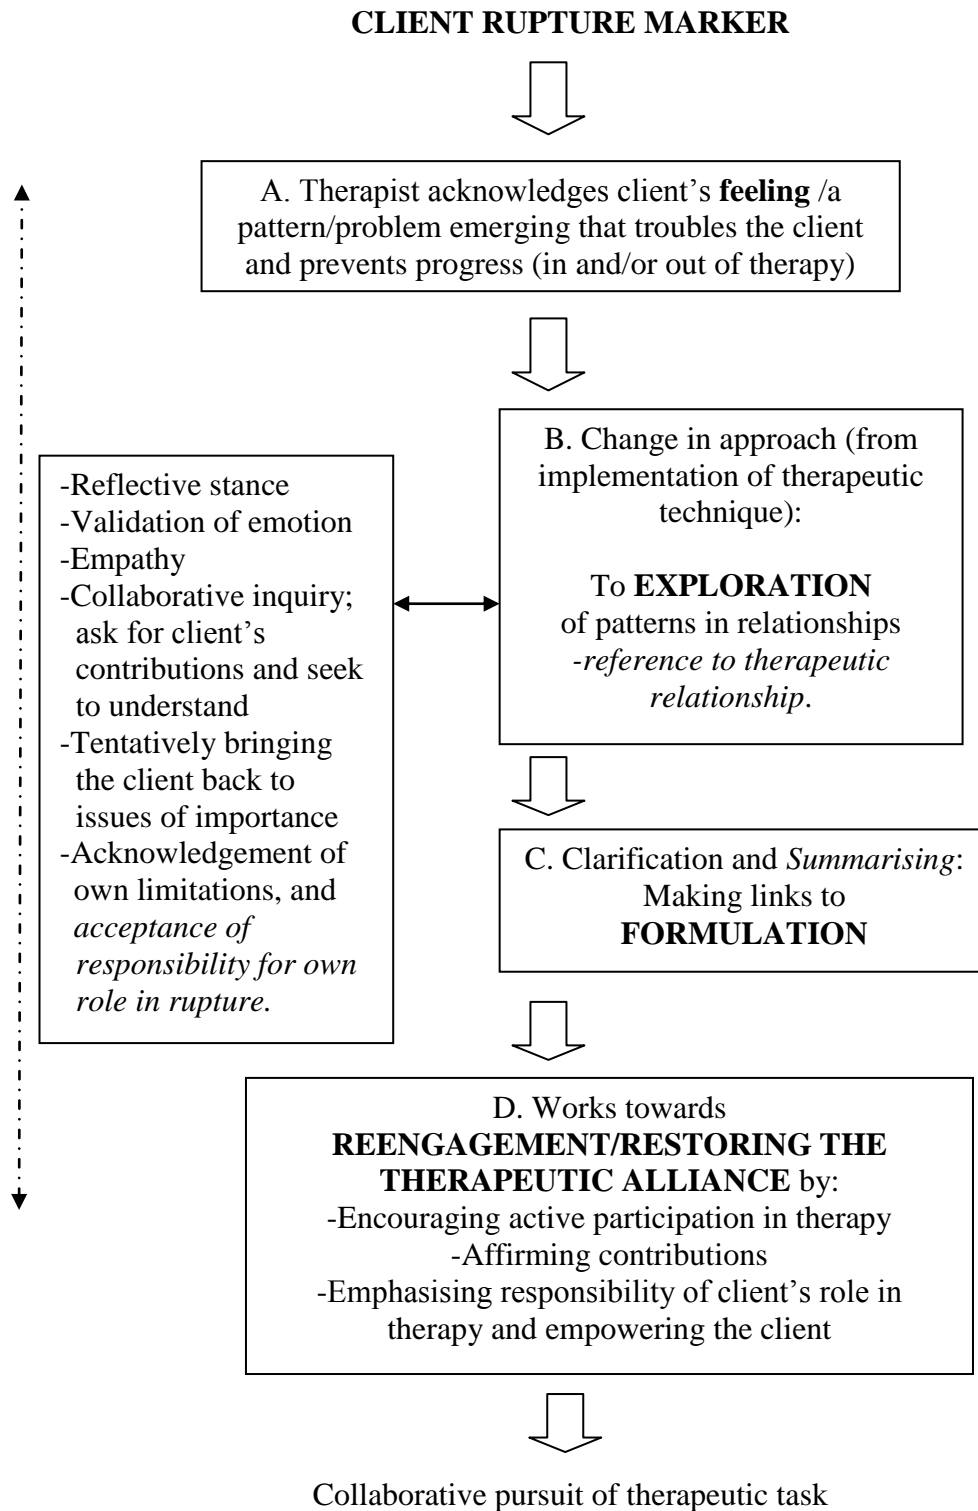 CLIENT RUPTURE MARKER
A. Therapist acknowledges client’s feeling /a
pattern/problem emerging that troubles the client
and prevents progress (in and/or out of therapy)
B. Change in approach (from
implementation of therapeutic
technique):
To EXPLORATION
of patterns in relationships
-reference to therapeutic
relationship.
-Reflective stance
-Validation of emotion
-Empathy
-Collaborative inquiry;
ask for client’s
contributions and seek
to understand
-Tentatively bringing
the client back to
issues of importance
-Acknowledgement of
own limitations, and
acceptance of
responsibility for own
role in rupture.
C. Clarification and Summarising:
Making links to
FORMULATION
D. Works towards
REENGAGEMENT/RESTORING THE
THERAPEUTIC ALLIANCE by:
-Encouraging active participation in therapy
-Affirming contributions
-Emphasising responsibility of client’s role in
therapy and empowering the client
Collaborative pursuit of therapeutic task